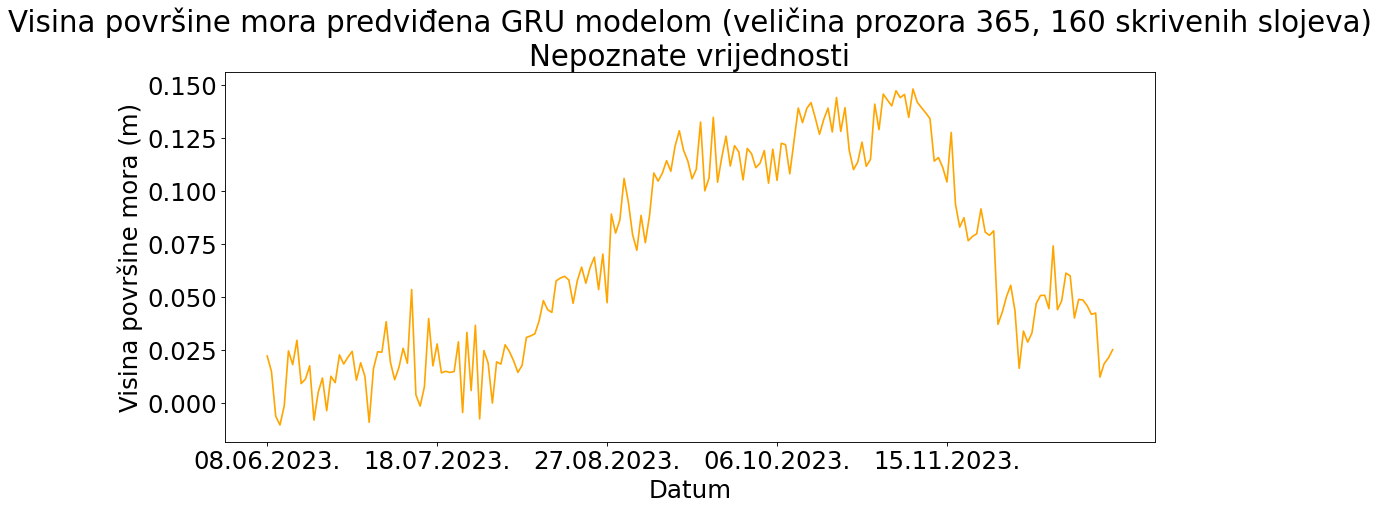 Visina površine mora predviđena GRU modelom (veličina prozora 365, 160 skrivenih slojeva)
Nepoznate vrijednosti
Visina površine mora (m)
0.150
0.125
0.100
0.075
0.050
0.025
0.000
08.06.2023. 18.07.2023. 27.08.2023. 06.10.2023. 15.11.2023.
Datum